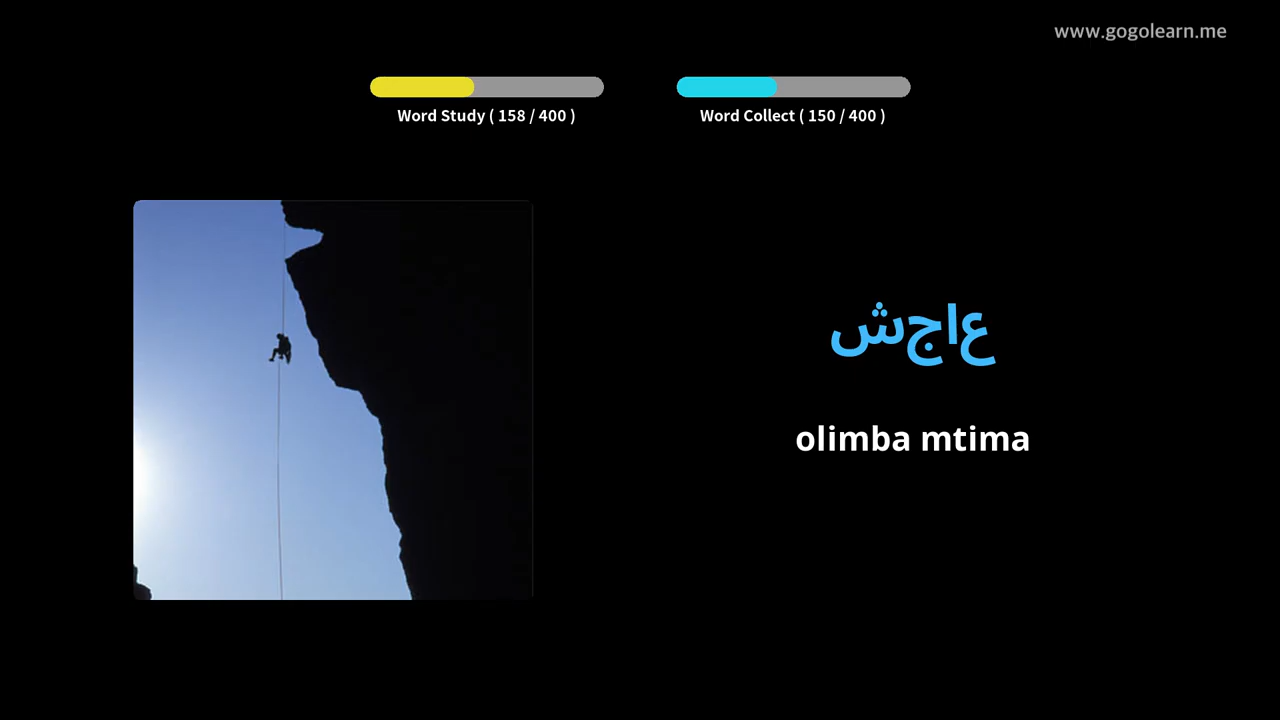 www.gogolearn.me
Word Study ( 158 / 400 )
Word Collect ( 150 / 400 )
عاجش
olimba mtima